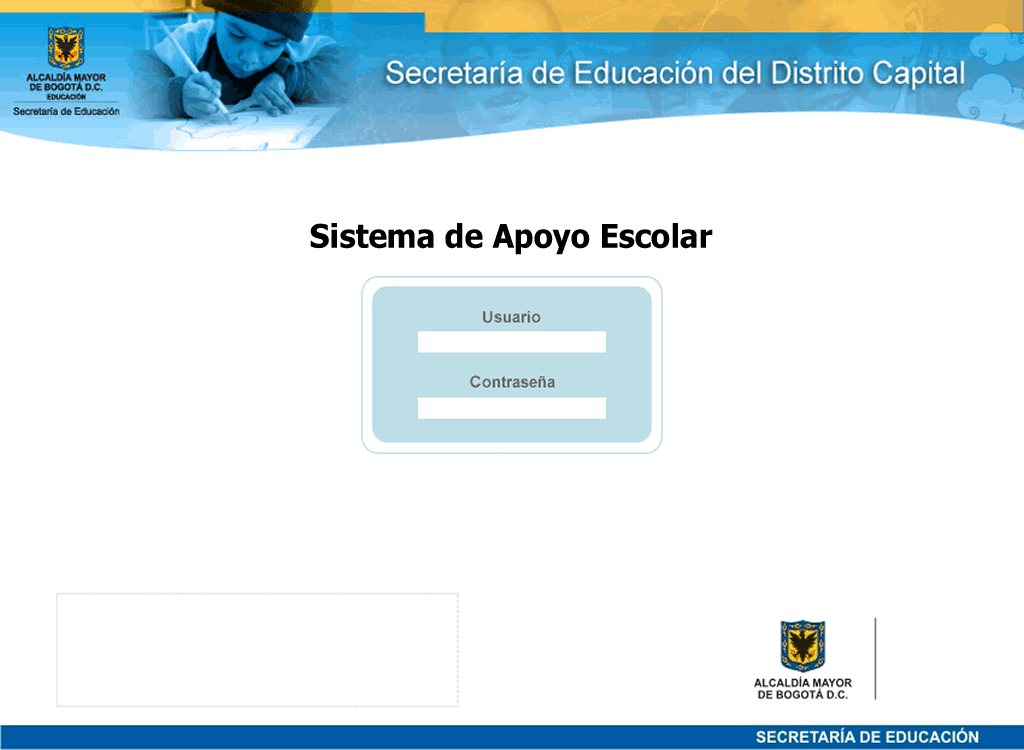 ALCALDÍA MAYOR
DE BOGOTÁ D.C.
EDUCACIÓN
Secretaría de Educación
Secretaría de Educación del Distrito Capital
Sistema de Apoyo Escolar
Usuario
Contraseña
ALCALDÍA MAYOR
DE BOGOTÁ D.C.
SECRETARÍA DE EDUCACIÓN